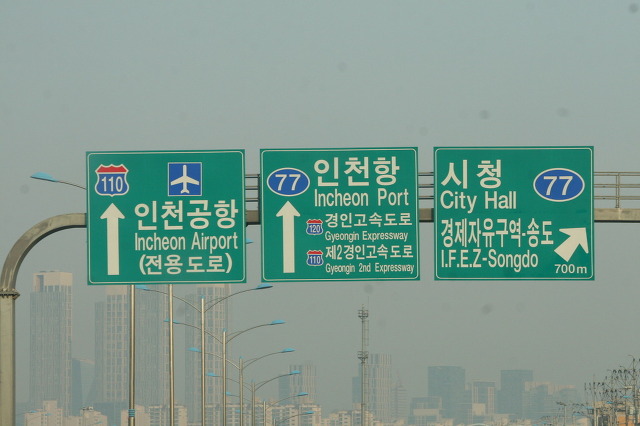 110
인천공항
Incheon Airport
(전용도로)
77
인천항
Incheon Port
120
경인고속도로
Gyeongin Expressway
110
제2경인고속도로
Gyeongin 2nd Expressway
시청
City Hall
77
경제자유구역-송도
I.F.E.Z-Songdo
700m